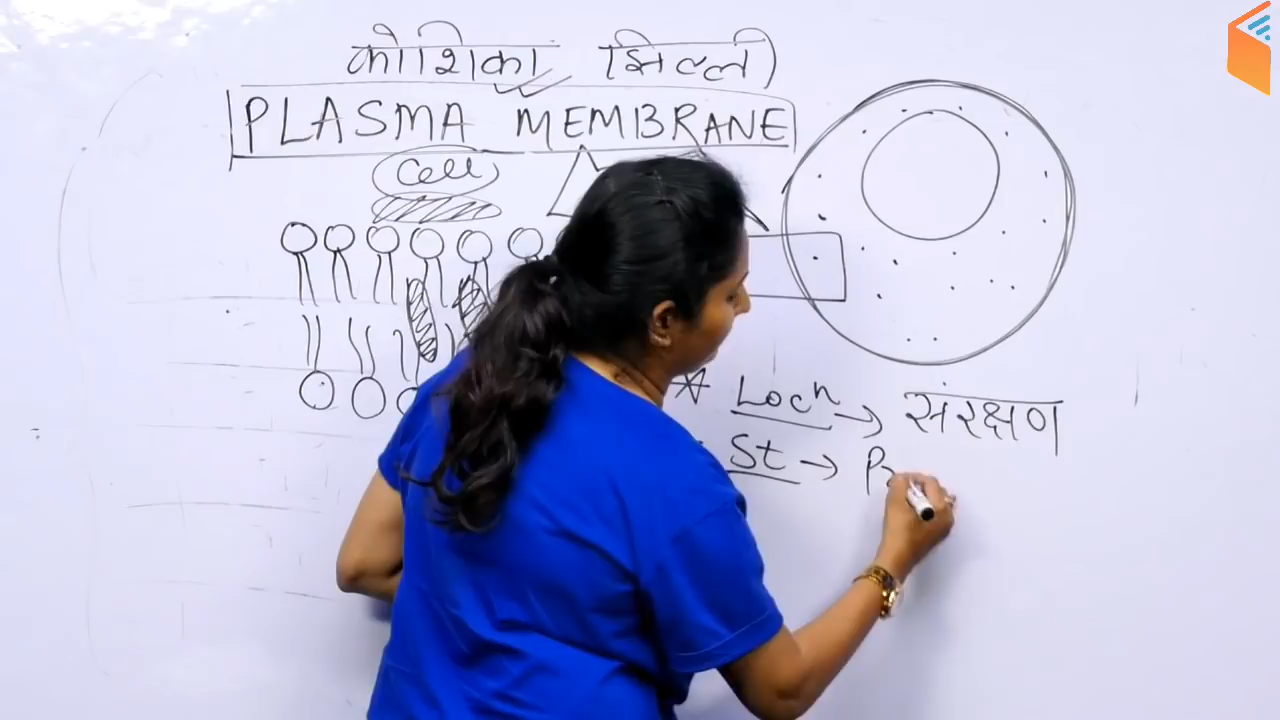 कोशिका झिल्ली
PLASMA MEMBRANE
Cell
Locⁿ → संरक्षण
St →